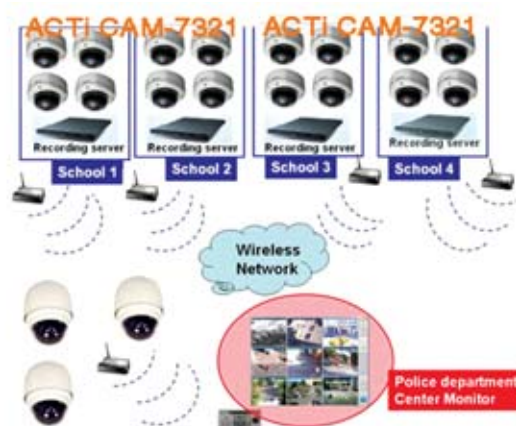 ACTi CAM-7321 ACTi CAM-7321
Recording server Recording server Recording server Recording server
School 1 School 2 School 3 School 4
Wireless
Network
Police department
Center Monitor